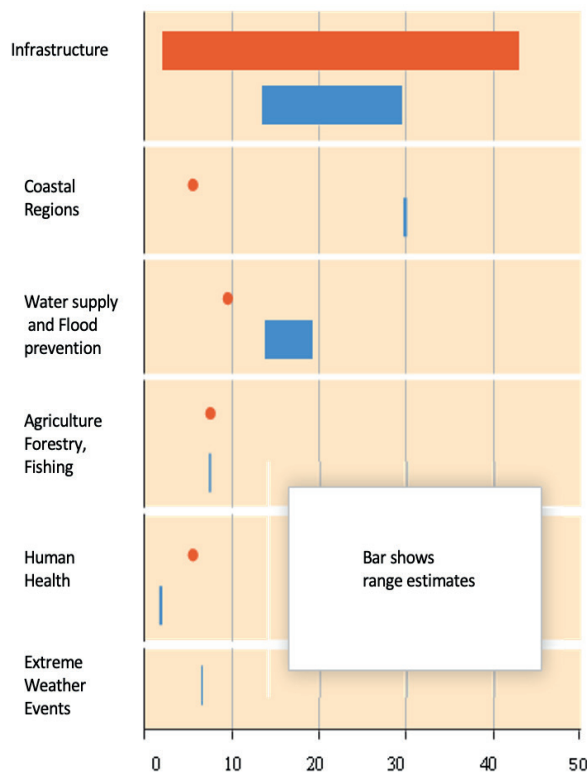 Infrastructure
Coastal
Regions
Water supply
and Flood
prevention
Agriculture
Forestry,
Fishing
Bar shows
range estimates
Human
Health
Extreme
Weather
Events
0 10 20 30 40 50